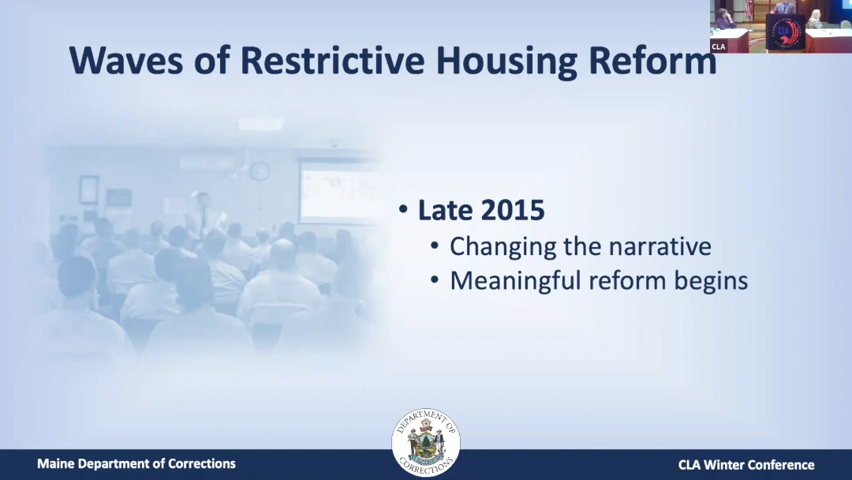 Waves of Restrictive Housing Reform
CLA
CLA
• Late 2015
• Changing the narrative
• Meaningful reform begins
DEPARTMENT OF
CORRECTIONS
Maine Department of Corrections
CLA Winter Conference